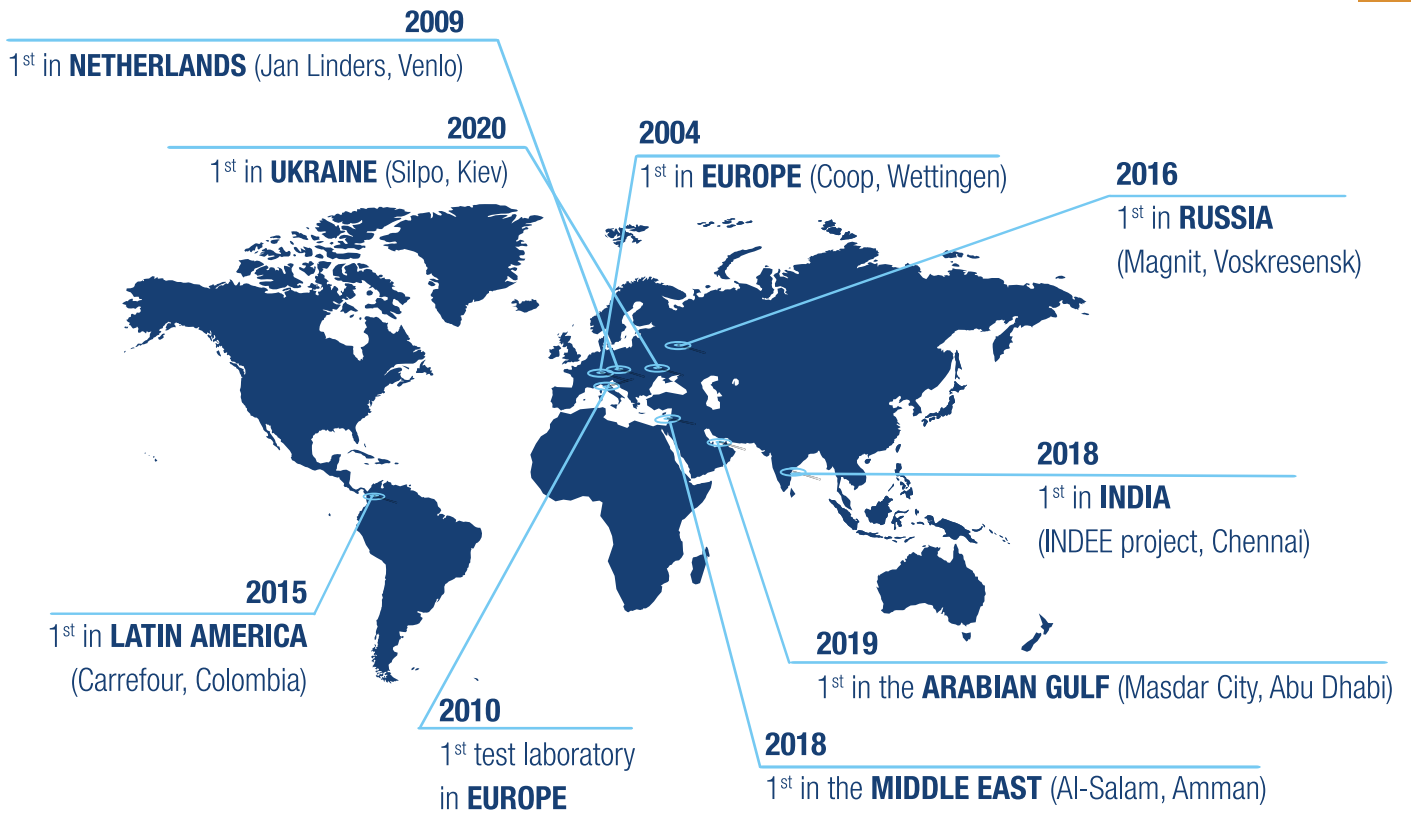 2009
1st in NETHERLANDS (Jan Linders, Venlo)
2020
1st in UKRAINE (Silpo, Kiev)
2004
1st in EUROPE (Coop, Wettingen)
2016
1st in RUSSIA
(Magnit, Voskresensk)
2018
1st in INDIA
(INDEE project, Chennai)
2015
1st in LATIN AMERICA
(Carrefour, Colombia)
2019
1st in the ARABIAN GULF (Masdar City, Abu Dhabi)
2010
1st test laboratory
in EUROPE
2018
1st in the MIDDLE EAST (Al-Salam, Amman)